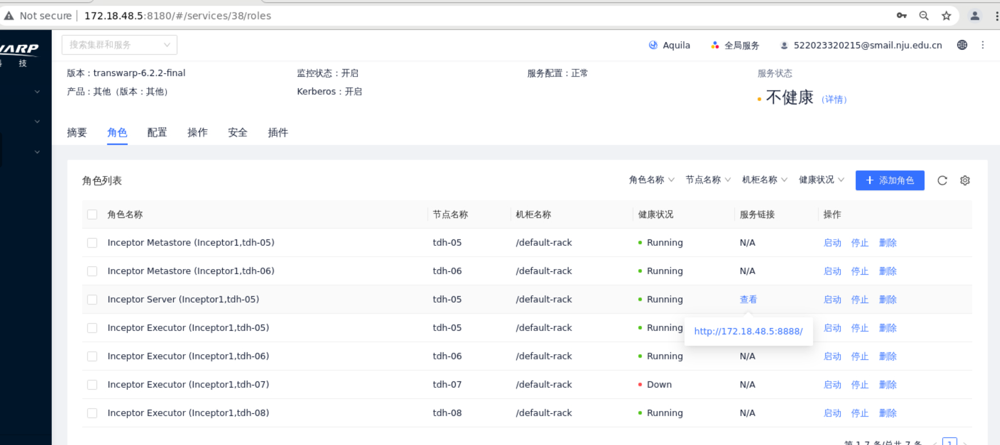 Not secure | 172.18.48.5:8180/#/services/38/roles
搜索集群和服务 Aquila 全局服务 522023320215@smail.nju.edu.cn
技
版本：transwarp-6.2.2-final 监控状态：开启 服务配置：正常 服务状态
产品：其他（版本：其他） Kerberos：开启 不健康 （详情）
摘要 角色 配置 操作 安全 插件
角色列表 角色名称 节点名称 机柜名称 健康状况 + 添加角色
角色名称 节点名称 机柜名称 健康状况 服务链接 操作
Inceptor Metastore (Inceptor1,tdh-05) tdh-05 /default-rack Running N/A 启动 停止 删除
Inceptor Metastore (Inceptor1,tdh-06) tdh-06 /default-rack Running N/A 启动 停止 删除
Inceptor Server (Inceptor1,tdh-05) tdh-05 /default-rack Running 查看 启动 停止 删除
Inceptor Executor (Inceptor1,tdh-05) tdh-05 /default-rack Running http://172.18.48.5:8888/ 启动 停止 删除
Inceptor Executor (Inceptor1,tdh-06) tdh-06 /default-rack Running N/A 启动 停止 删除
Inceptor Executor (Inceptor1,tdh-07) tdh-07 /default-rack Down N/A 启动 停止 删除
Inceptor Executor (Inceptor1,tdh-08) tdh-08 /default-rack Running N/A 启动 停止 删除
第 1-7 条/总共 7 条 1